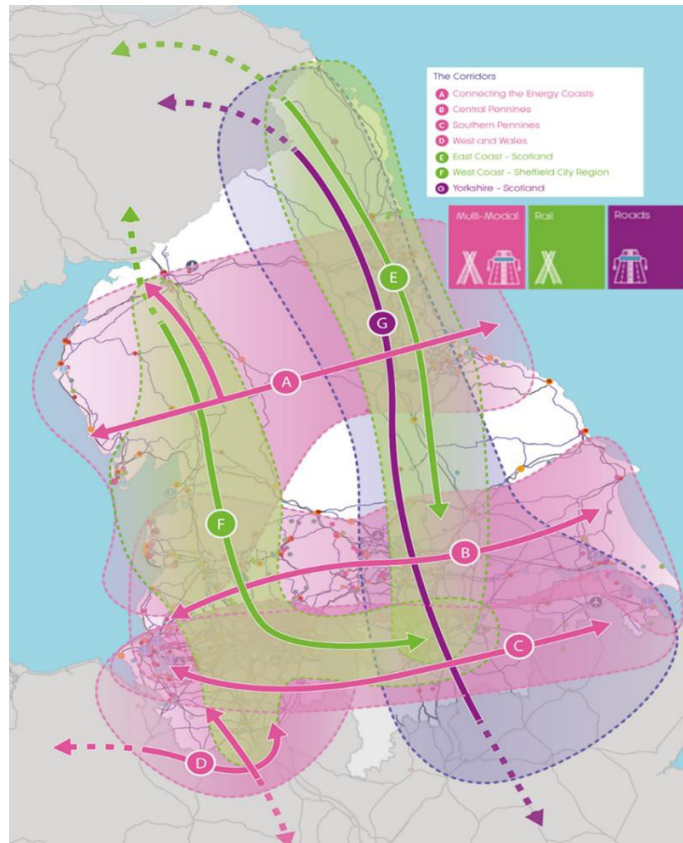 The Corridors
A Connecting the Energy Coasts
B Central Pennines
C Southern Pennines
D West and Wales
E East Coast - Scotland
F West Coast - Sheffield City Region
G Yorkshire - Scotland
Multi-Modal Rail Roads
E
G
A
F
B
C
D